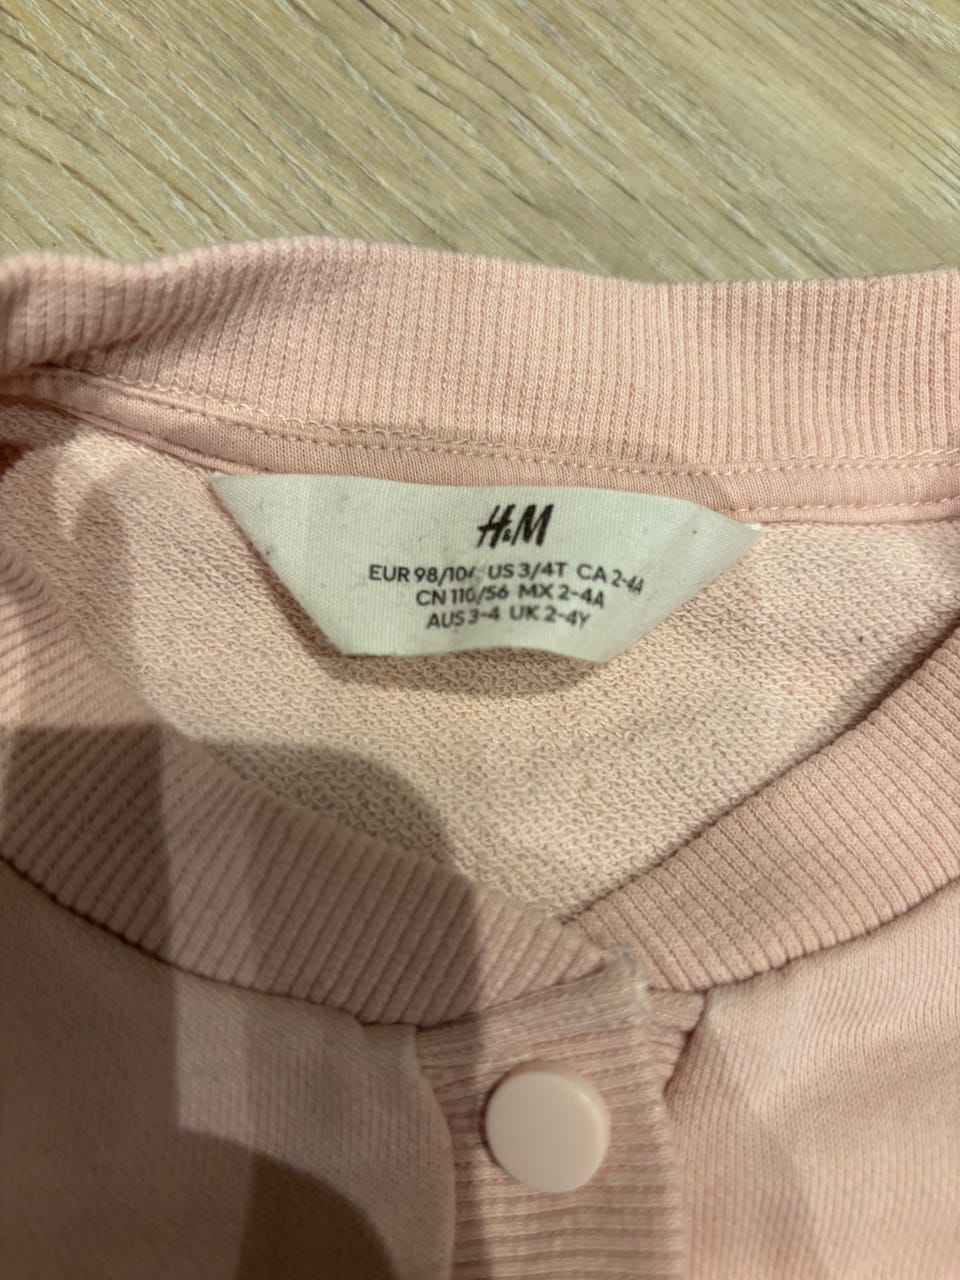 H&M
EUR 98/104 US 3/4T CA 2-4A
CN 110/56 MX 2-4A
AUS 3-4 UK 2-4Y